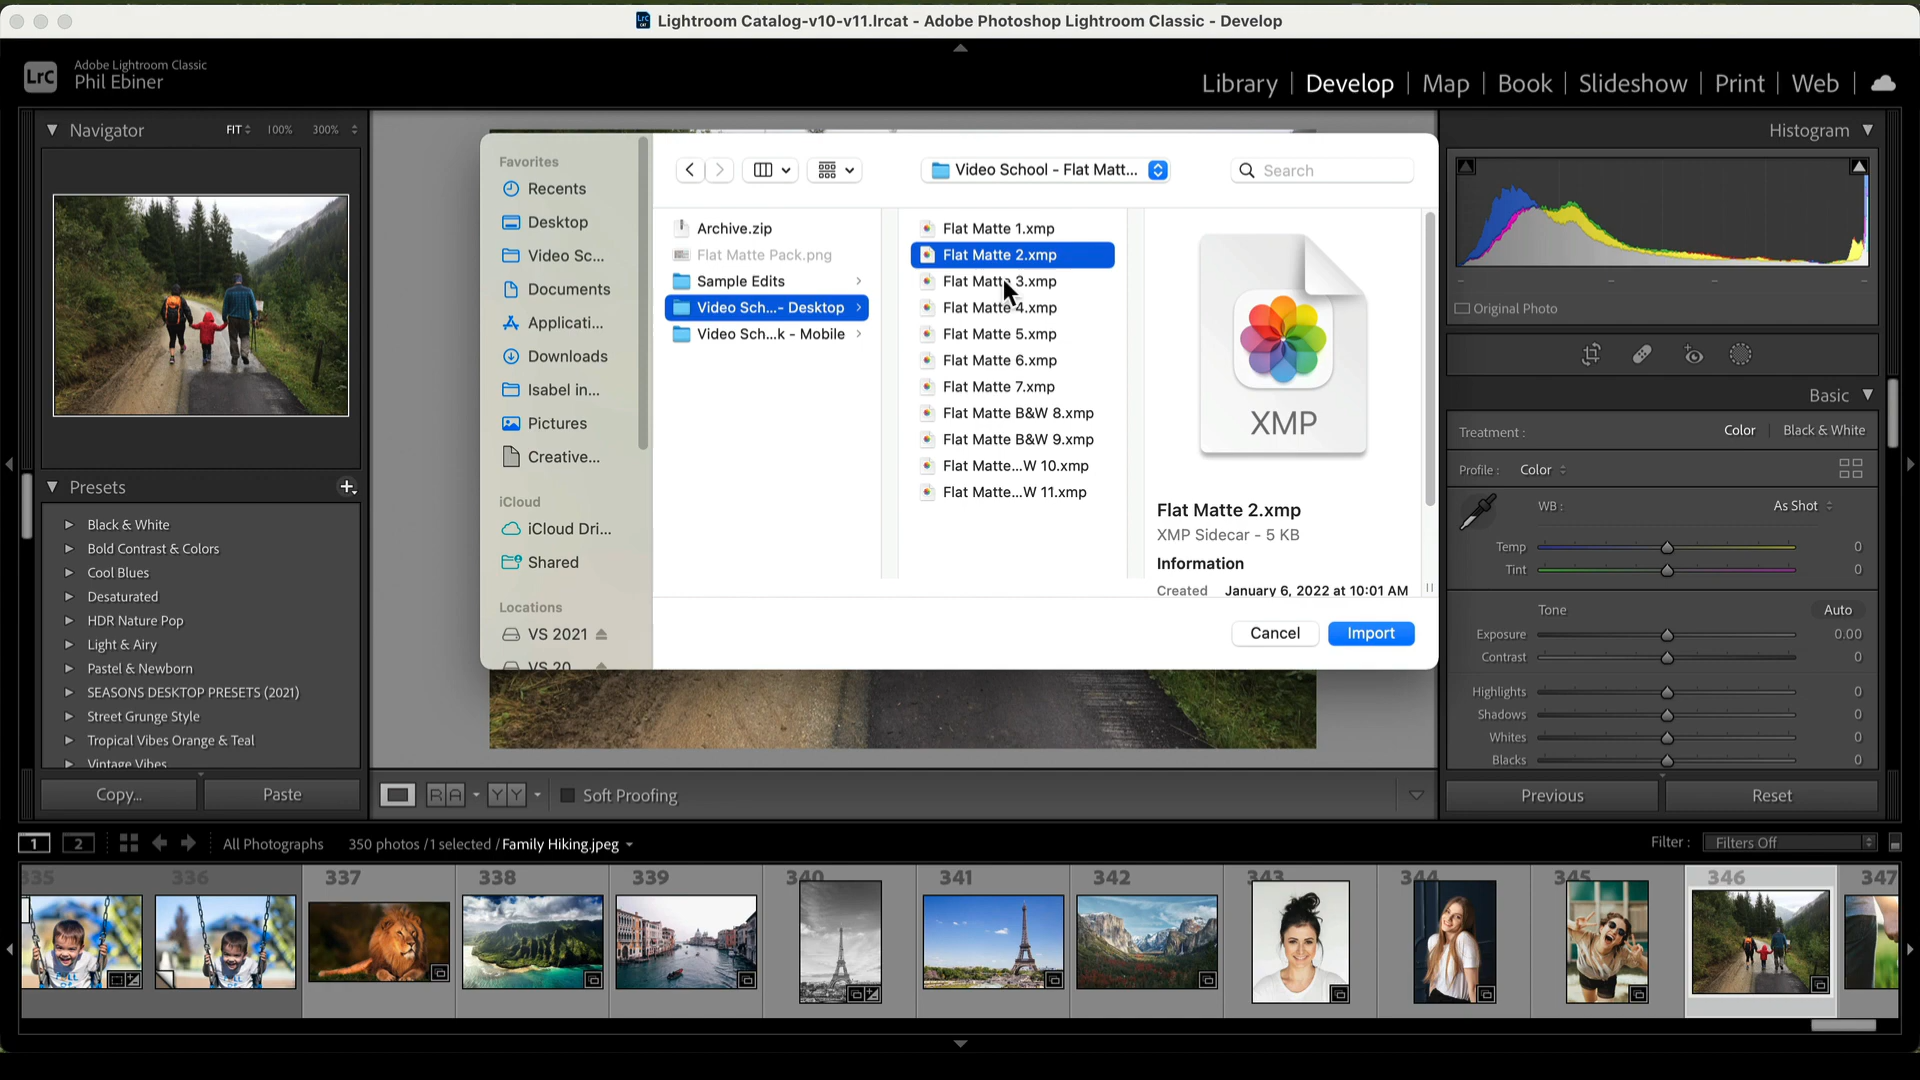 Lightroom Catalog-v10-v11.lrcat - Adobe Photoshop Lightroom Classic - Develop
LrC
Adobe Lightroom Classic
Phil Ebiner
Library | Develop | Map | Book | Slideshow | Print | Web
Navigator FIT 100% 300%
Presets
Black & White
Bold Contrast & Colors
Cool Blues
Desaturated
HDR Nature Pop
Light & Airy
Pastel & Newborn
SEASONS DESKTOP PRESETS (2021)
Street Grunge Style
Tropical Vibes Orange & Teal
Vintage Vibes
Copy... Paste
Favorites
Recents
Desktop
Video Sc...
Documents
Applicati...
Downloads
Isabel in...
Pictures
Creative...
iCloud
iCloud Dri...
Shared
Locations
VS 2021
VS 20
Video School - Flat Matt...
Search
Archive.zip
Flat Matte Pack.png
Sample Edits
Video Sch...- Desktop
Video Sch...k - Mobile
Flat Matte 1.xmp
Flat Matte 2.xmp
Flat Matte 3.xmp
Flat Matte 4.xmp
Flat Matte 5.xmp
Flat Matte 6.xmp
Flat Matte 7.xmp
Flat Matte B&W 8.xmp
Flat Matte B&W 9.xmp
Flat Matte...W 10.xmp
Flat Matte...W 11.xmp
XMP
Flat Matte 2.xmp
XMP Sidecar - 5 KB
Information
Created January 6, 2022 at 10:01 AM
Cancel Import
Histogram
Original Photo
Basic
Treatment : Color | Black & White
Profile : Color
WB : As Shot
Temp 0
Tint 0
Tone Auto
Exposure 0.00
Contrast 0
Highlights 0
Shadows 0
Whites 0
Blacks 0
Previous Reset
R A Y Y Soft Proofing
1 2 All Photographs 350 photos / 1 selected / Family Hiking.jpeg
Filter : Filters Off
335 336 337 338 339 340 341 342 343 344 345 346 347